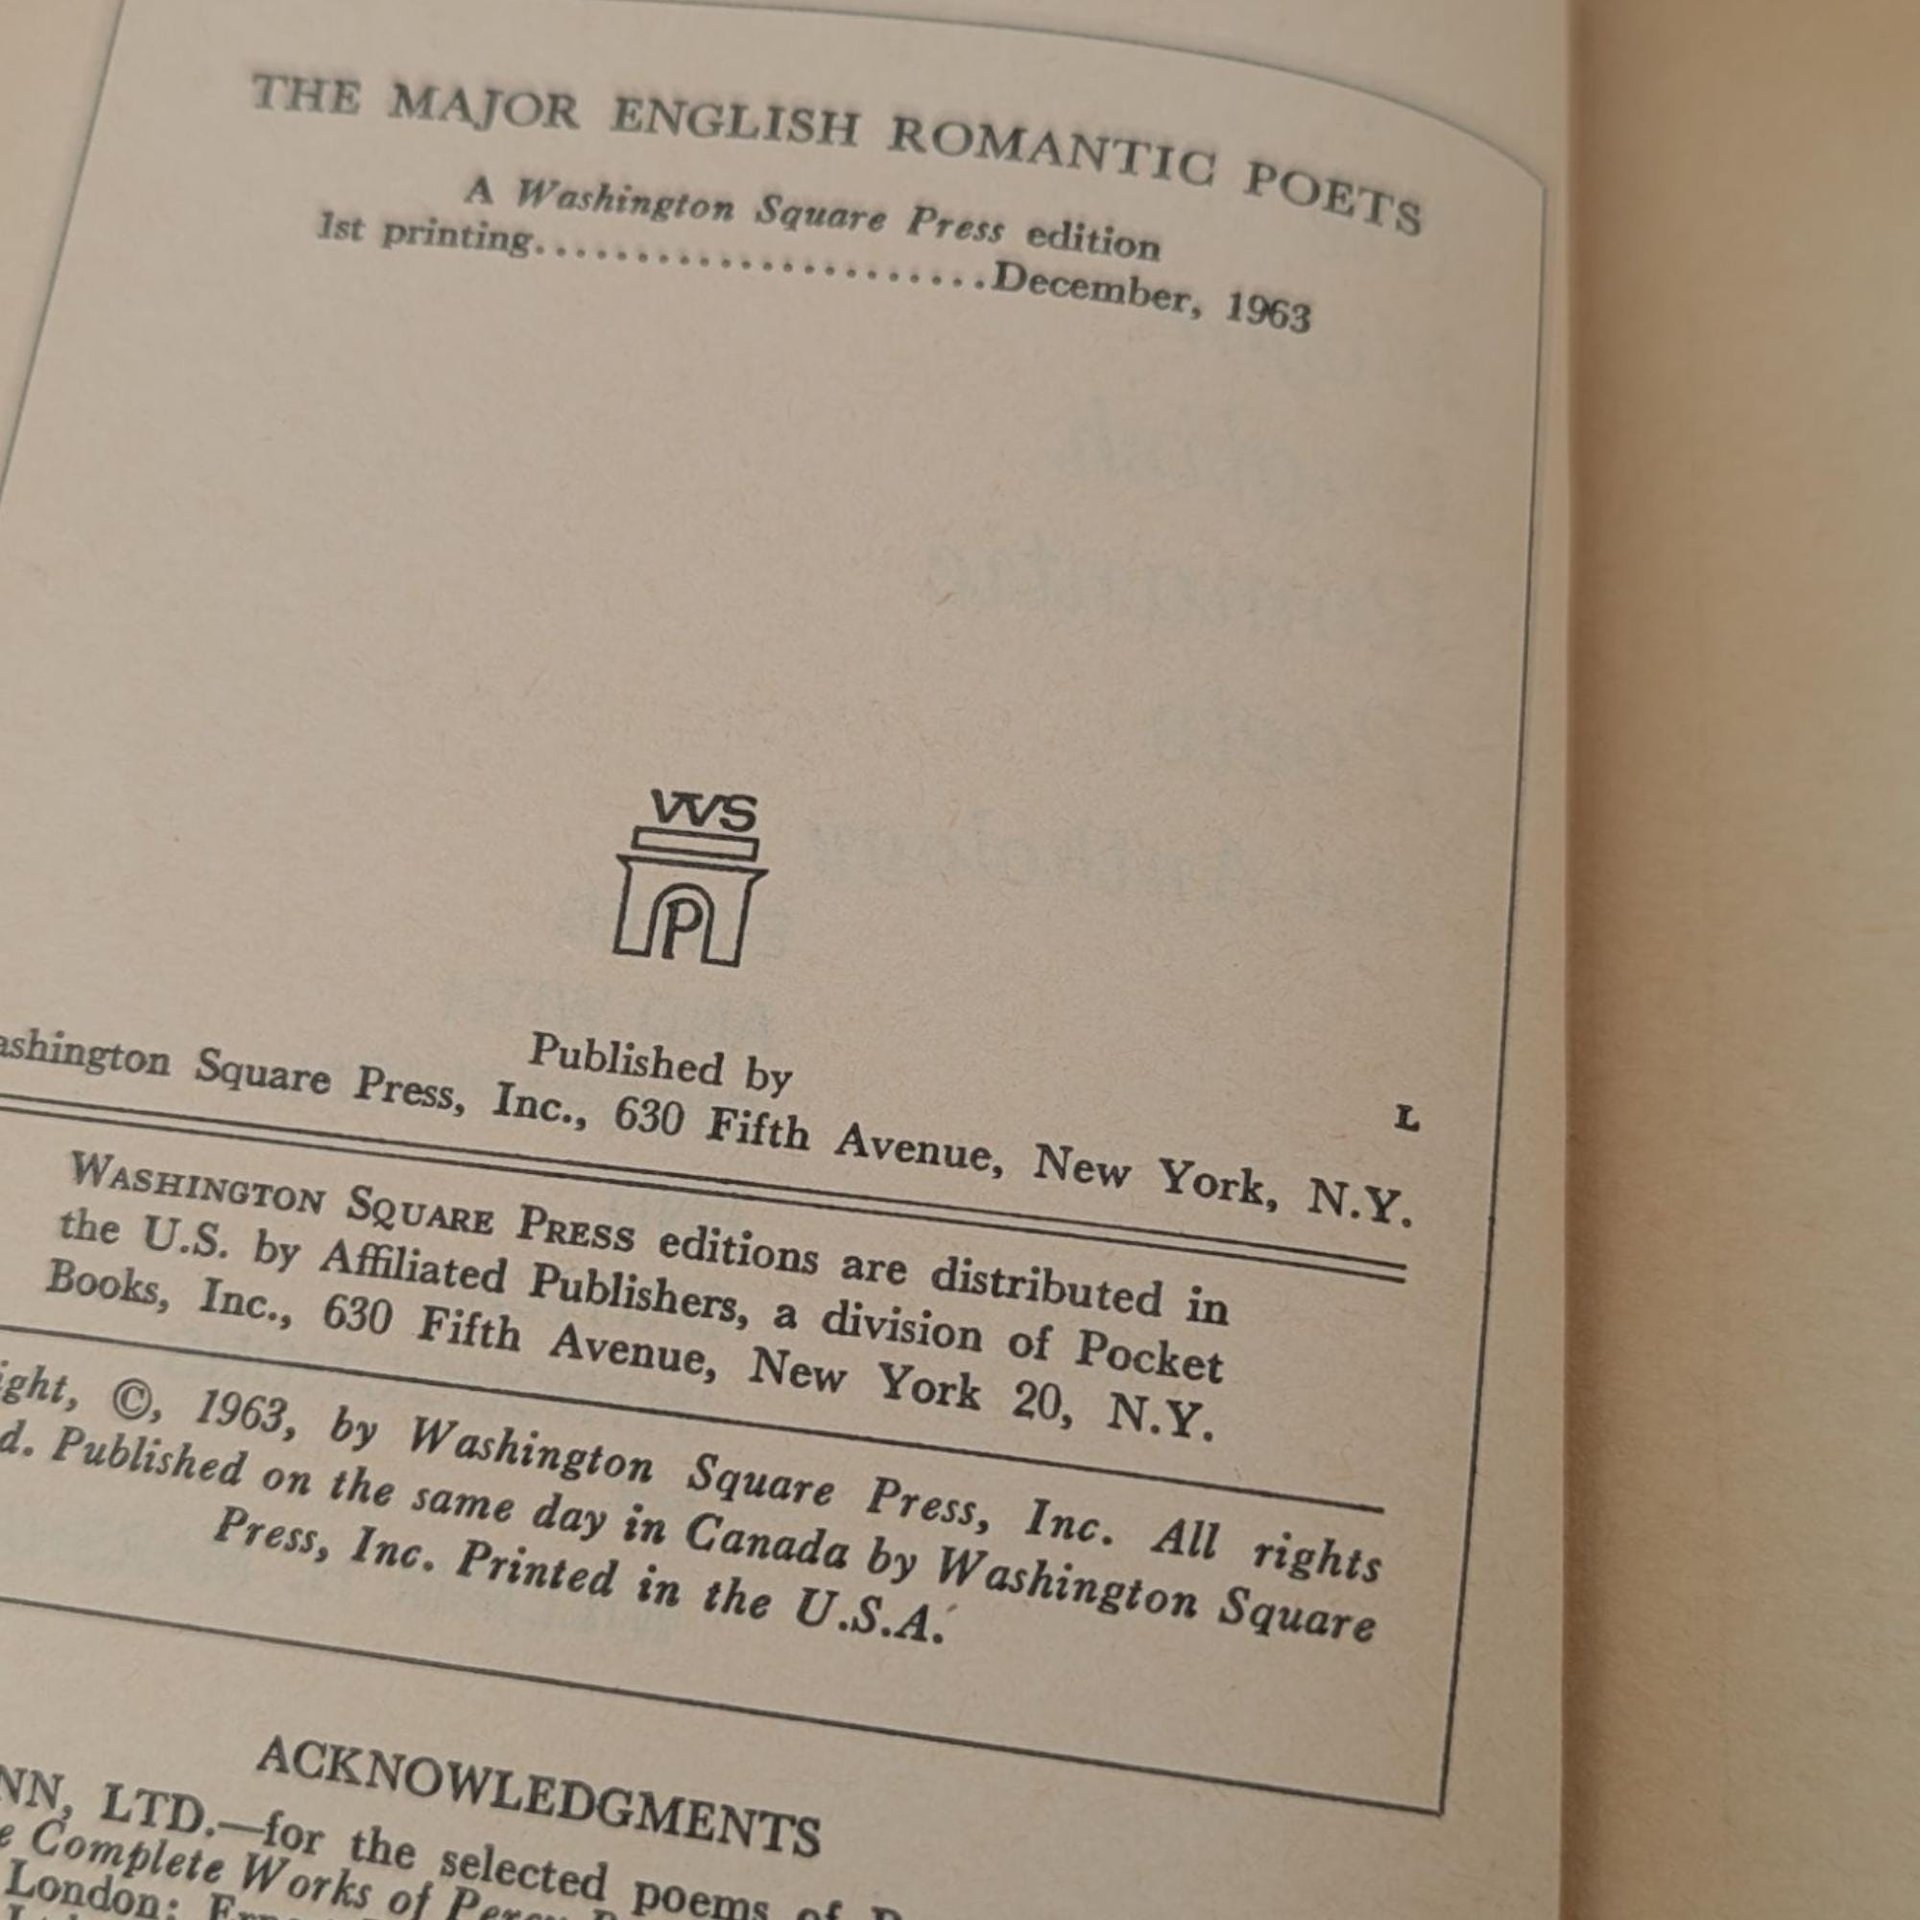 THE MAJOR ENGLISH ROMANTIC POETS
A Washington Square Press edition
1st printing......................December, 1963
WS
P
Published by
L
Square Press, Inc., 630 Fifth Avenue, New York, N.Y.
WASHINGTON SQUARE PRESS editions are distributed in
the U.S. by Affiliated Publishers, a division of Pocket
Books, Inc., 630 Fifth Avenue, New York 20, N.Y.
©, 1963, by Washington Square Press, Inc. All rights
Published on the same day in Canada by Washington Square
Press, Inc. Printed in the U.S.A.
ACKNOWLEDGMENTS
LTD.—for the selected poems of
Complete Works of Percy
London: